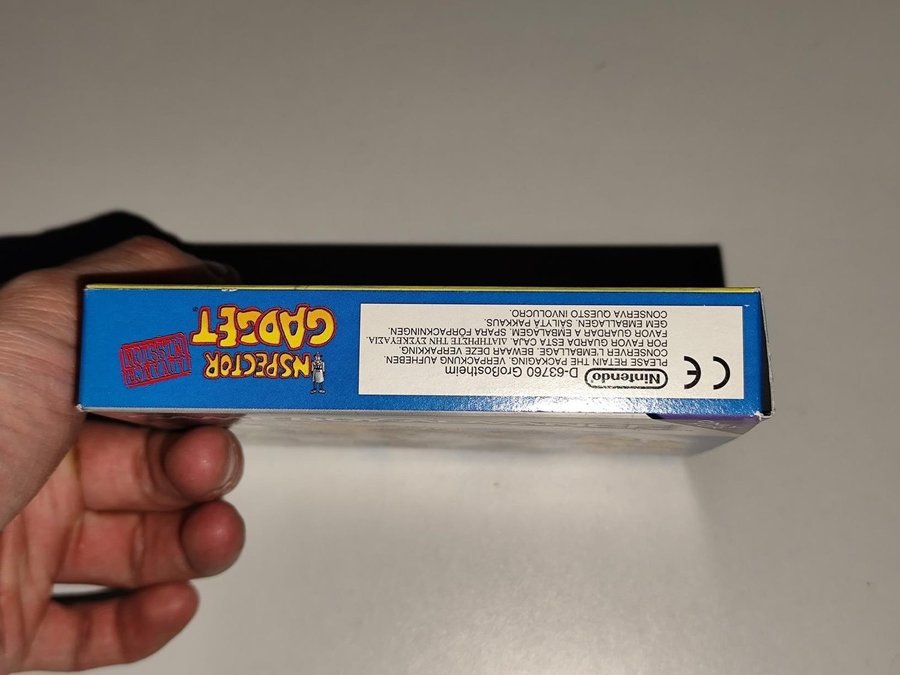 Nintendo
D-63760 Großostheim
PLEASE RETAIN THE PACKAGING. VERPACKUNG AUFHEBEN.
CONSERVER L'EMBALLAGE. BEWAAR DEZE VERPAKKING.
POR FAVOR GUARDA ESTA CAJA. ΔΙΑΤΗΡΗΣΤΕ ΤΗΝ ΣΥΣΚΕΥΑΣΙΑ.
FAVOR GUARDAR A EMBALAGEM. SPARA FÖRPACKNINGEN.
GEM EMBALLAGEN. SÄILYTÄ PAKKAUS.
CONSERVA QUESTO INVOLUCRO.
CE
INSPECTOR
GADGET
OPERATION